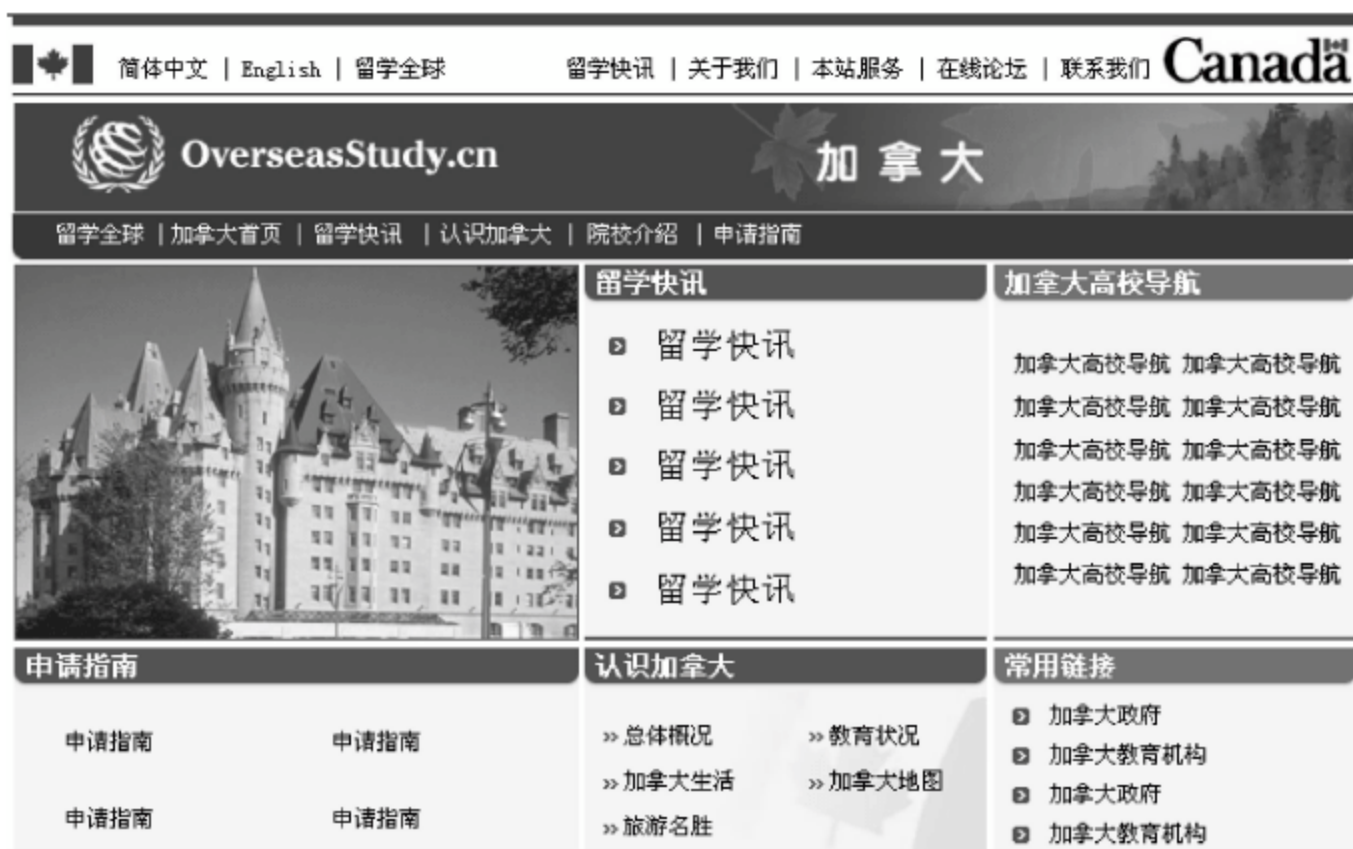 简体中文 | English | 留学全球 留学快讯 | 关于我们 | 本站服务 | 在线论坛 | 联系我们 Canada
OverseasStudy.cn 加拿大
留学全球 | 加拿大首页 | 留学快讯 | 认识加拿大 | 院校介绍 | 申请指南
留学快讯
留学快讯
留学快讯
留学快讯
留学快讯
留学快讯
加拿大高校导航
加拿大高校导航 加拿大高校导航
加拿大高校导航 加拿大高校导航
加拿大高校导航 加拿大高校导航
加拿大高校导航 加拿大高校导航
加拿大高校导航 加拿大高校导航
加拿大高校导航 加拿大高校导航
申请指南
申请指南 申请指南
申请指南 申请指南
认识加拿大
»总体概况 »教育状况
»加拿大生活 »加拿大地图
»旅游名胜
常用链接
加拿大政府
加拿大教育机构
加拿大政府
加拿大教育机构